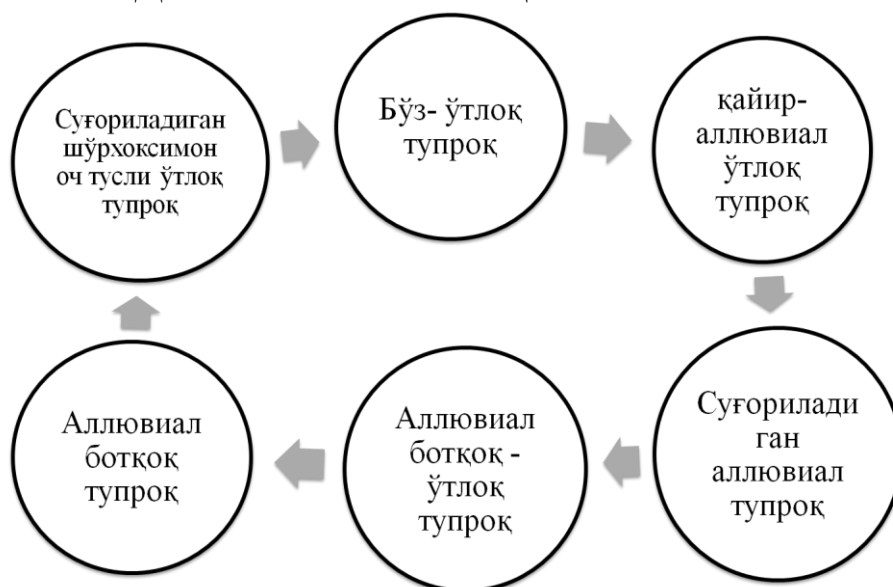 Суғориладиган
шўрхоксимон
оч тусли ўтлоқ
тупроқ
Бўз- ўтлоқ
тупроқ
қайир-
аллювиал
ўтлоқ
тупроқ
Суғорилади
ган
аллювиал
тупроқ
Аллювиал
ботқоқ -
ўтлоқ
тупроқ
Аллювиал
ботқоқ
тупроқ